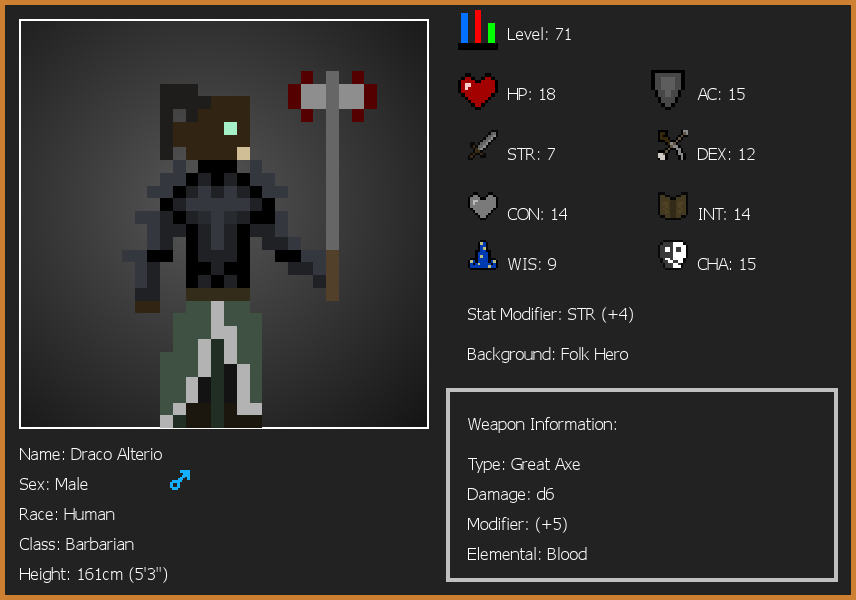 Level: 71
HP: 18
AC: 15
STR: 7
DEX: 12
CON: 14
INT: 14
WIS: 9
CHA: 15
Stat Modifier: STR (+4)
Background: Folk Hero
Weapon Information:
Type: Great Axe
Damage: d6
Modifier: (+5)
Elemental: Blood
Name: Draco Alterio
Sex: Male
Race: Human
Class: Barbarian
Height: 161cm (5'3")